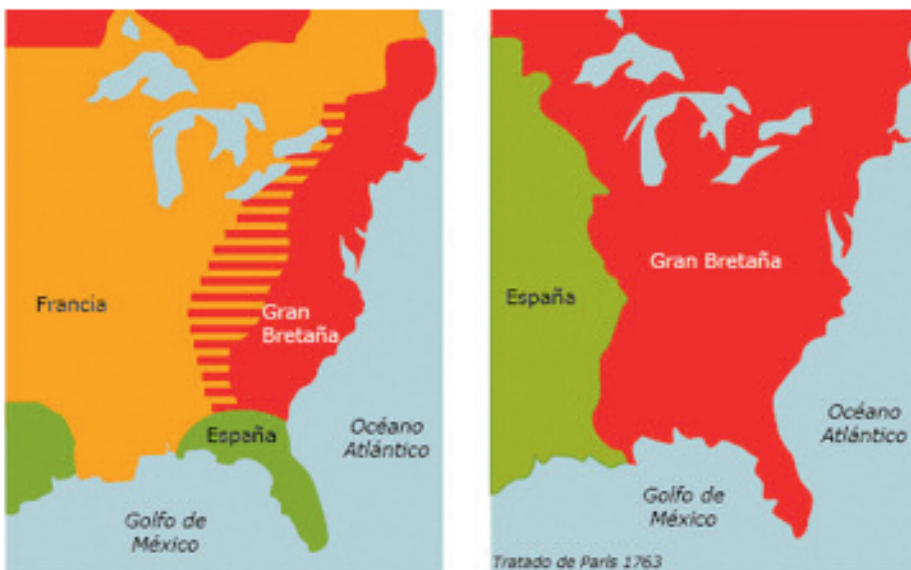 Francia
Gran
Bretaña
España
Océano
Atlántico
Golfo de
México
Gran Bretaña
España
Océano
Atlántico
Golfo de
México
Tratado de París 1763